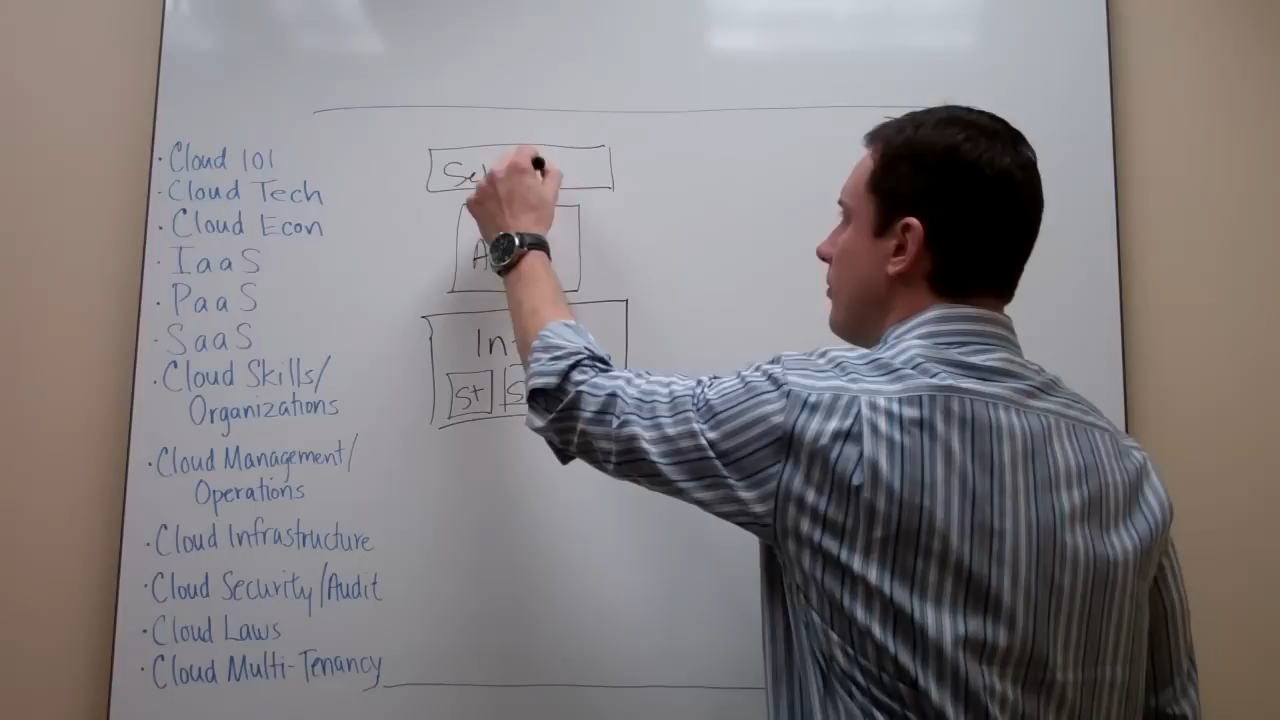 · Cloud 101
· Cloud Tech
· Cloud Econ
· IaaS
· PaaS
· SaaS
· Cloud Skills/
Organizations
· Cloud Management/
Operations
· Cloud Infrastructure
· Cloud Security/Audit
· Cloud Laws
· Cloud Multi-Tenancy
St